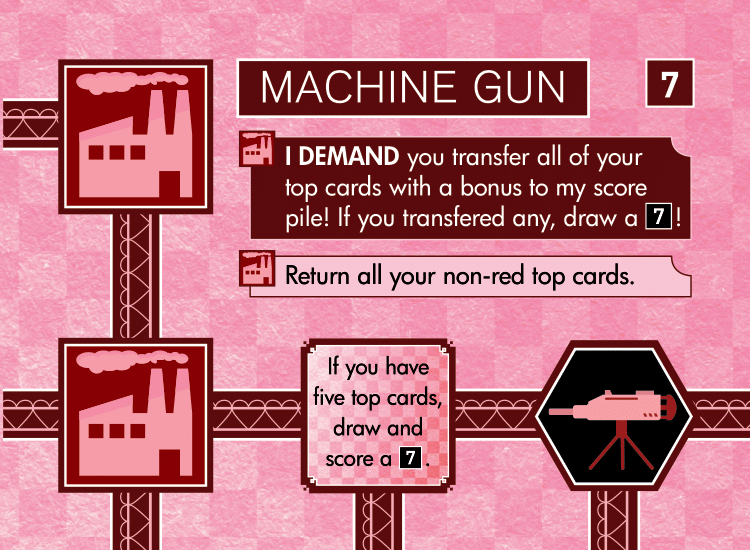 MACHINE GUN
7
I DEMAND you transfer all of your
top cards with a bonus to my score
pile! If you transfered any, draw a 7!
Return all your non-red top cards.
If you have
five top cards,
draw and
score a 7.